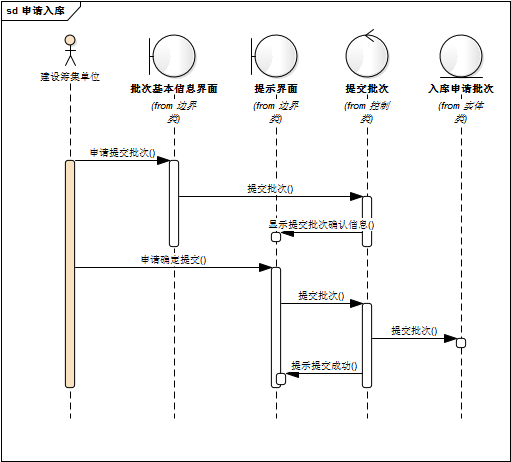 sd 申请入库
建设筹集单位
批次基本信息界面
(from 边界
类)
提示界面
(from 边界
类)
提交批次
(from 控制
类)
入库申请批次
(from 实体
类)
申请提交批次()
提交批次()
显示提交批次确认信息()
申请确定提交()
提交批次()
提交批次()
提示提交成功()